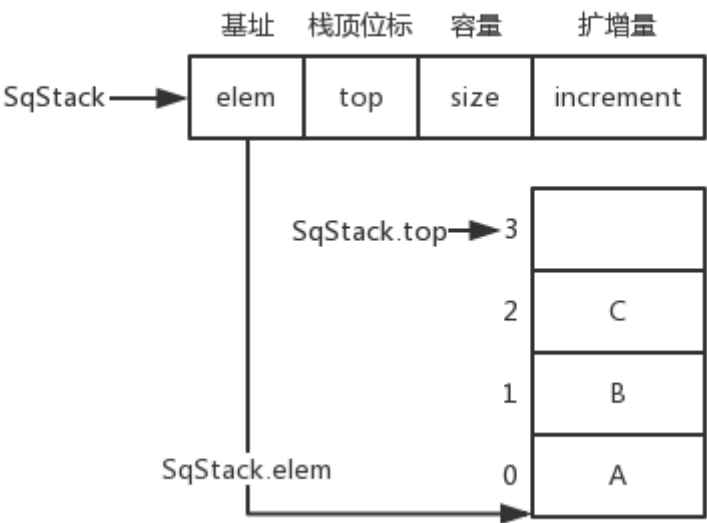 基址 栈顶位标 容量 扩增量
SqStack elem top size increment
SqStack.top 3
2 C
1 B
SqStack.elem 0 A